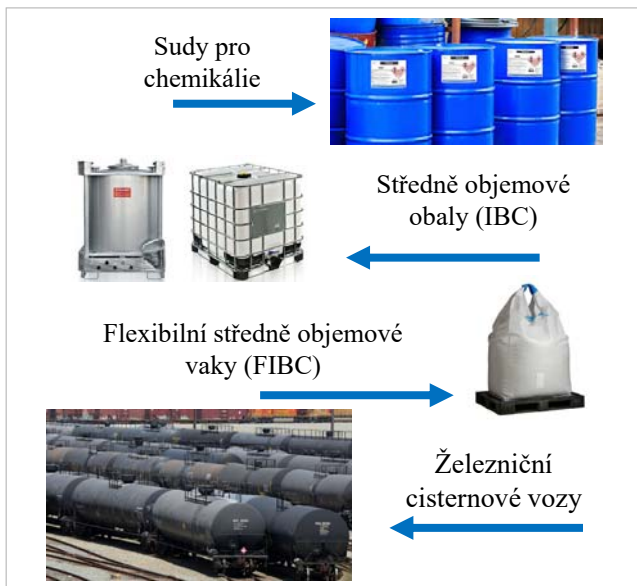 Sudy pro
chemikálie
Středně objemové
obaly (IBC)
Flexibilní středně objemové
vaky (FIBC)
Železniční
cisternové vozy